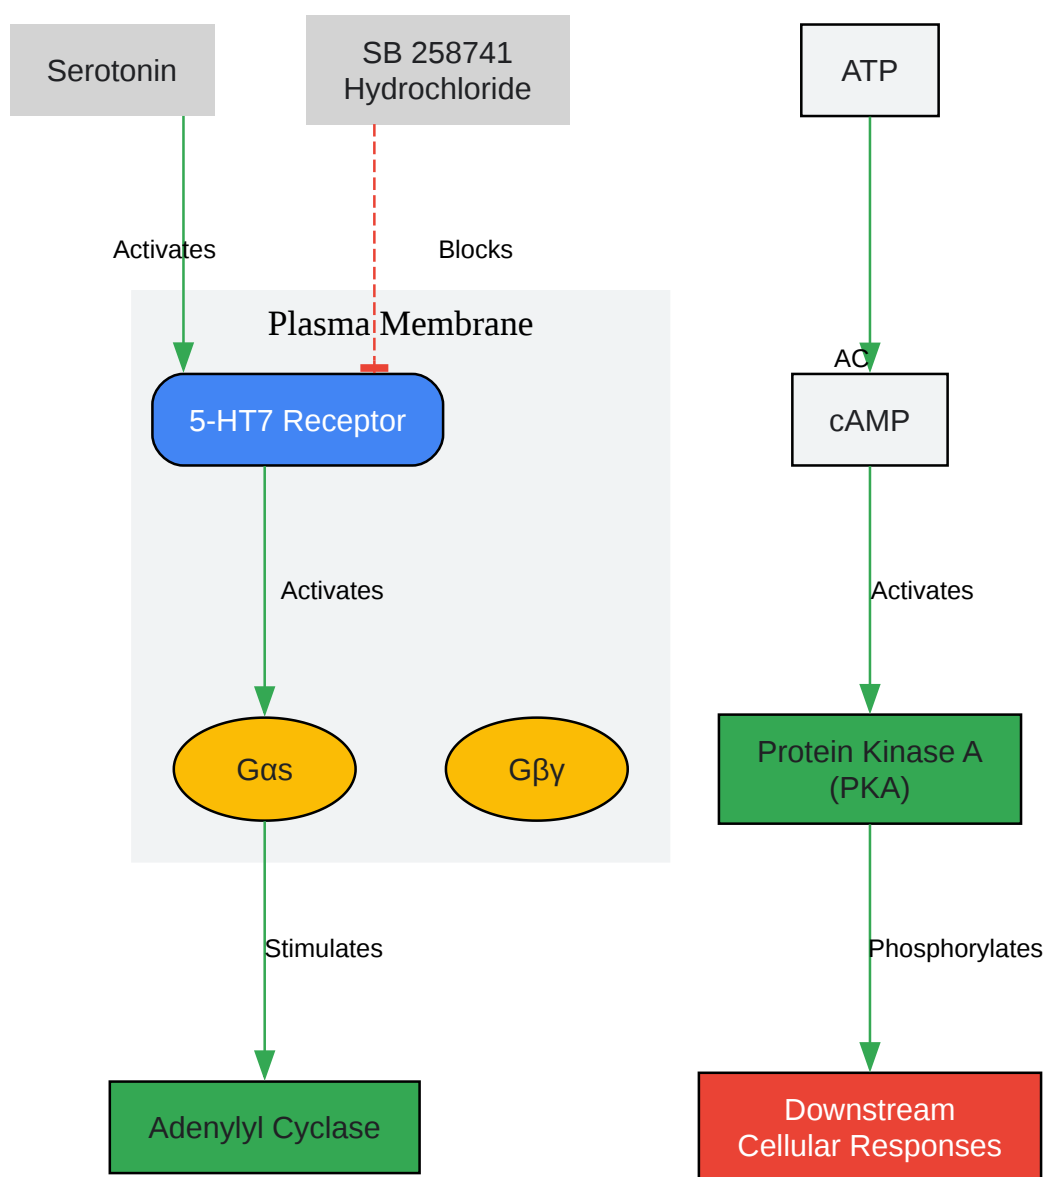 Serotonin
SB 258741
Hydrochloride
ATP
Activates
Blocks
Plasma Membrane
AC
5-HT7 Receptor
cAMP
Activates
Activates
Gαs
Gβγ
Protein Kinase A
(PKA)
Stimulates
Phosphorylates
Adenylyl Cyclase
Downstream
Cellular Responses